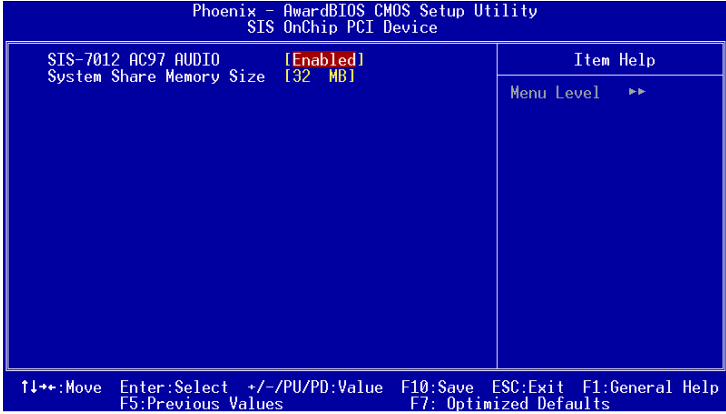 Phoenix - AwardBIOS CMOS Setup Utility
SIS OnChip PCI Device
SIS-7012 AC97 AUDIO [Enabled]
System Share Memory Size [32 MB]
Item Help
Menu Level ▸▸
↑↓→←:Move Enter:Select +/-/PU/PD:Value F10:Save ESC:Exit F1:General Help
F5:Previous Values F7: Optimized Defaults